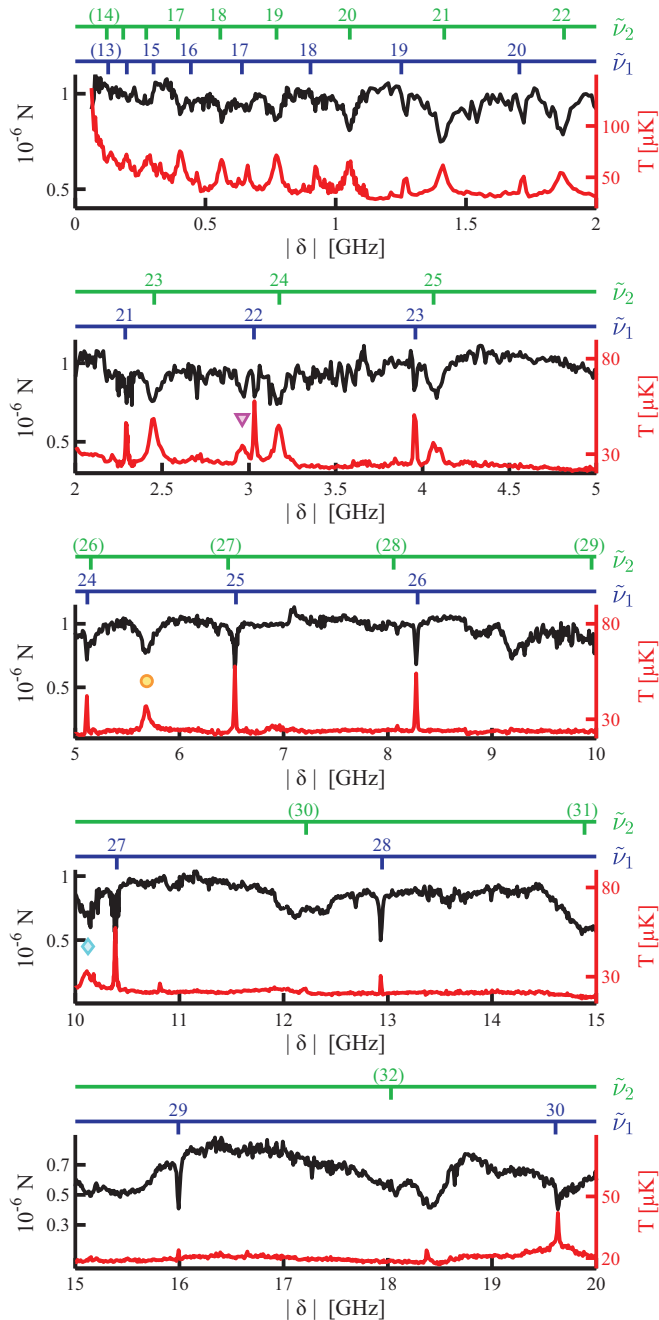 (14) 17 18 19 20 21 22 ν̃₂
(13) 15 16 17 18 19 20 ν̃₁
10⁻⁶ N
1
0.5
T [μK]
100
50
0 0.5 1 1.5 2
| δ | [GHz]
23 24 25 ν̃₂
21 22 23 ν̃₁
10⁻⁶ N
1
0.5
T [μK]
80
30
2 2.5 3 3.5 4 4.5 5
| δ | [GHz]
(26) (27) (28) (29) ν̃₂
24 25 26 ν̃₁
10⁻⁶ N
1
0.5
T [μK]
80
30
5 6 7 8 9 10
| δ | [GHz]
(30) (31) ν̃₂
27 28 ν̃₁
10⁻⁶ N
1
0.5
T [μK]
80
30
10 11 12 13 14 15
| δ | [GHz]
(32) ν̃₂
29 30 ν̃₁
10⁻⁶ N
0.7
0.5
0.3
T [μK]
50
20
15 16 17 18 19 20
| δ | [GHz]